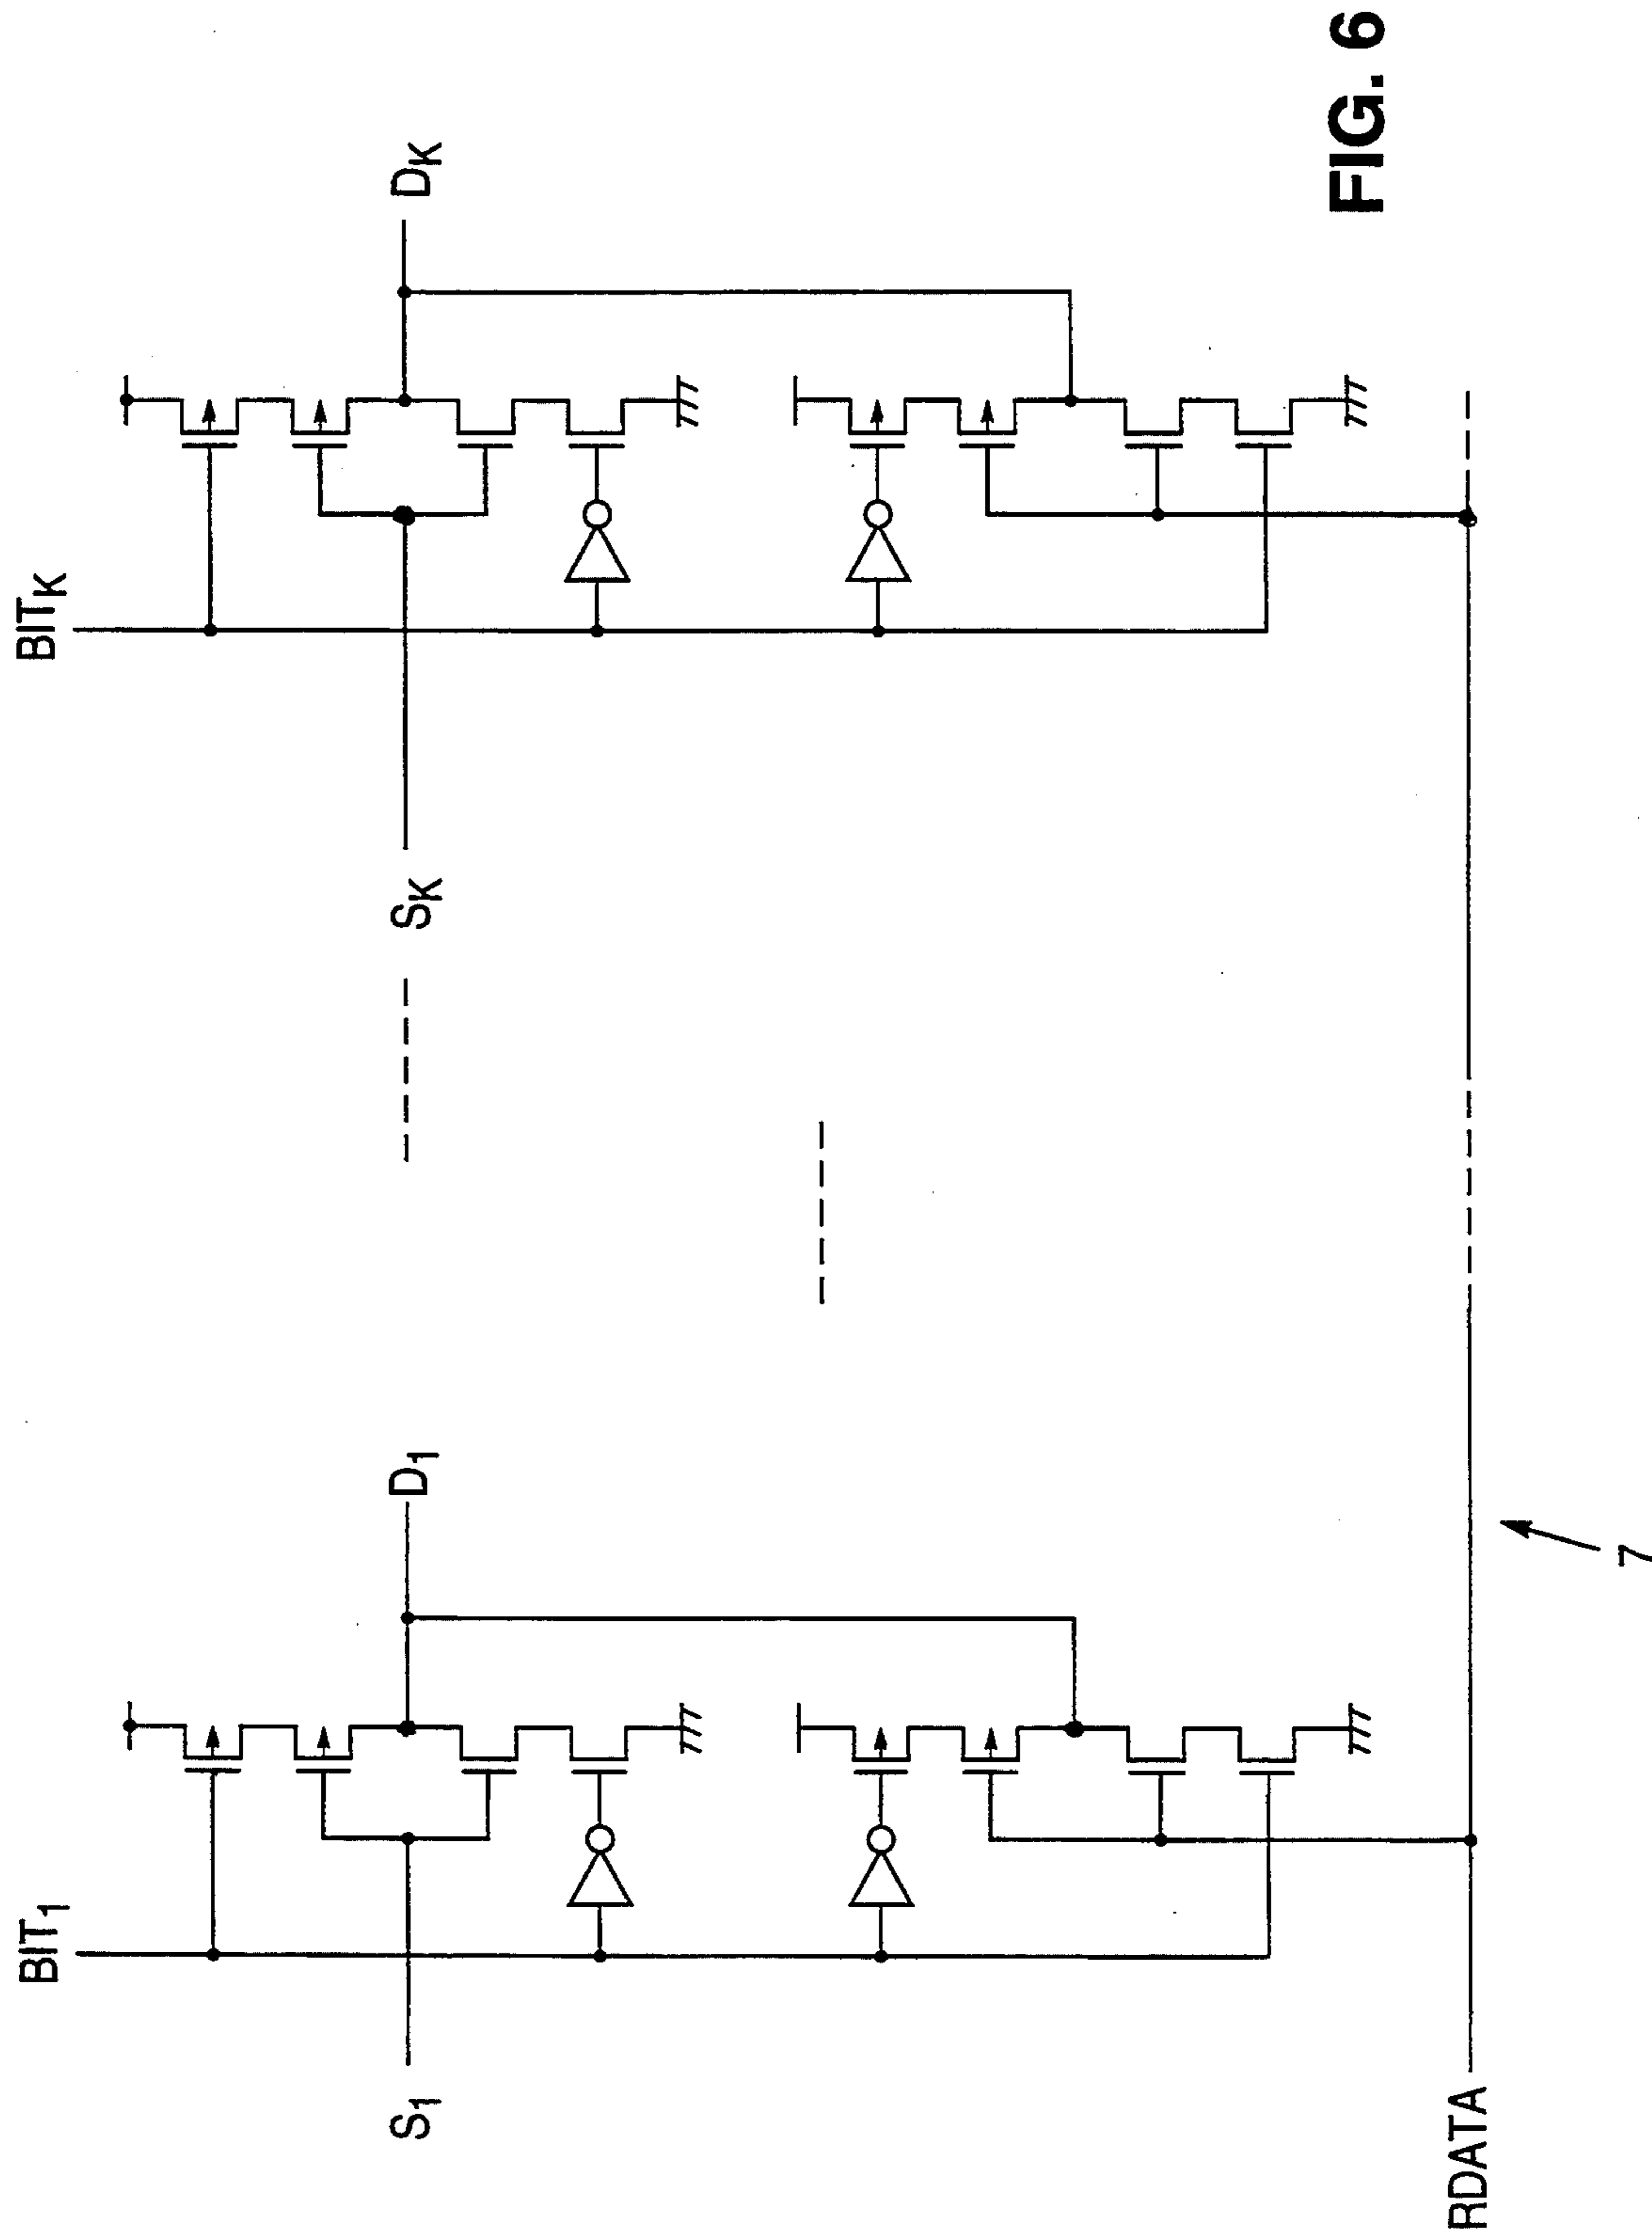 BIT1
BITK
S1
D1
SK
DK
RDATA
7
FIG. 6